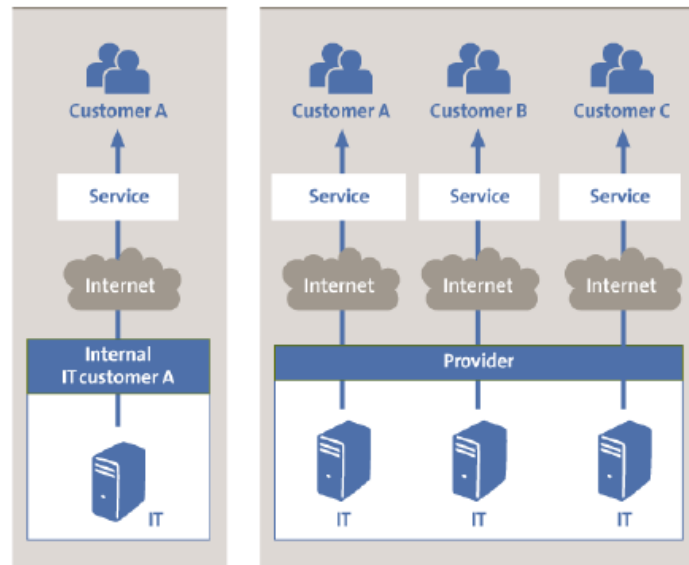 Customer A
Service
Internet
Internal
IT customer A
IT
Customer A Customer B Customer C
Service Service Service
Internet Internet Internet
Provider
IT IT IT